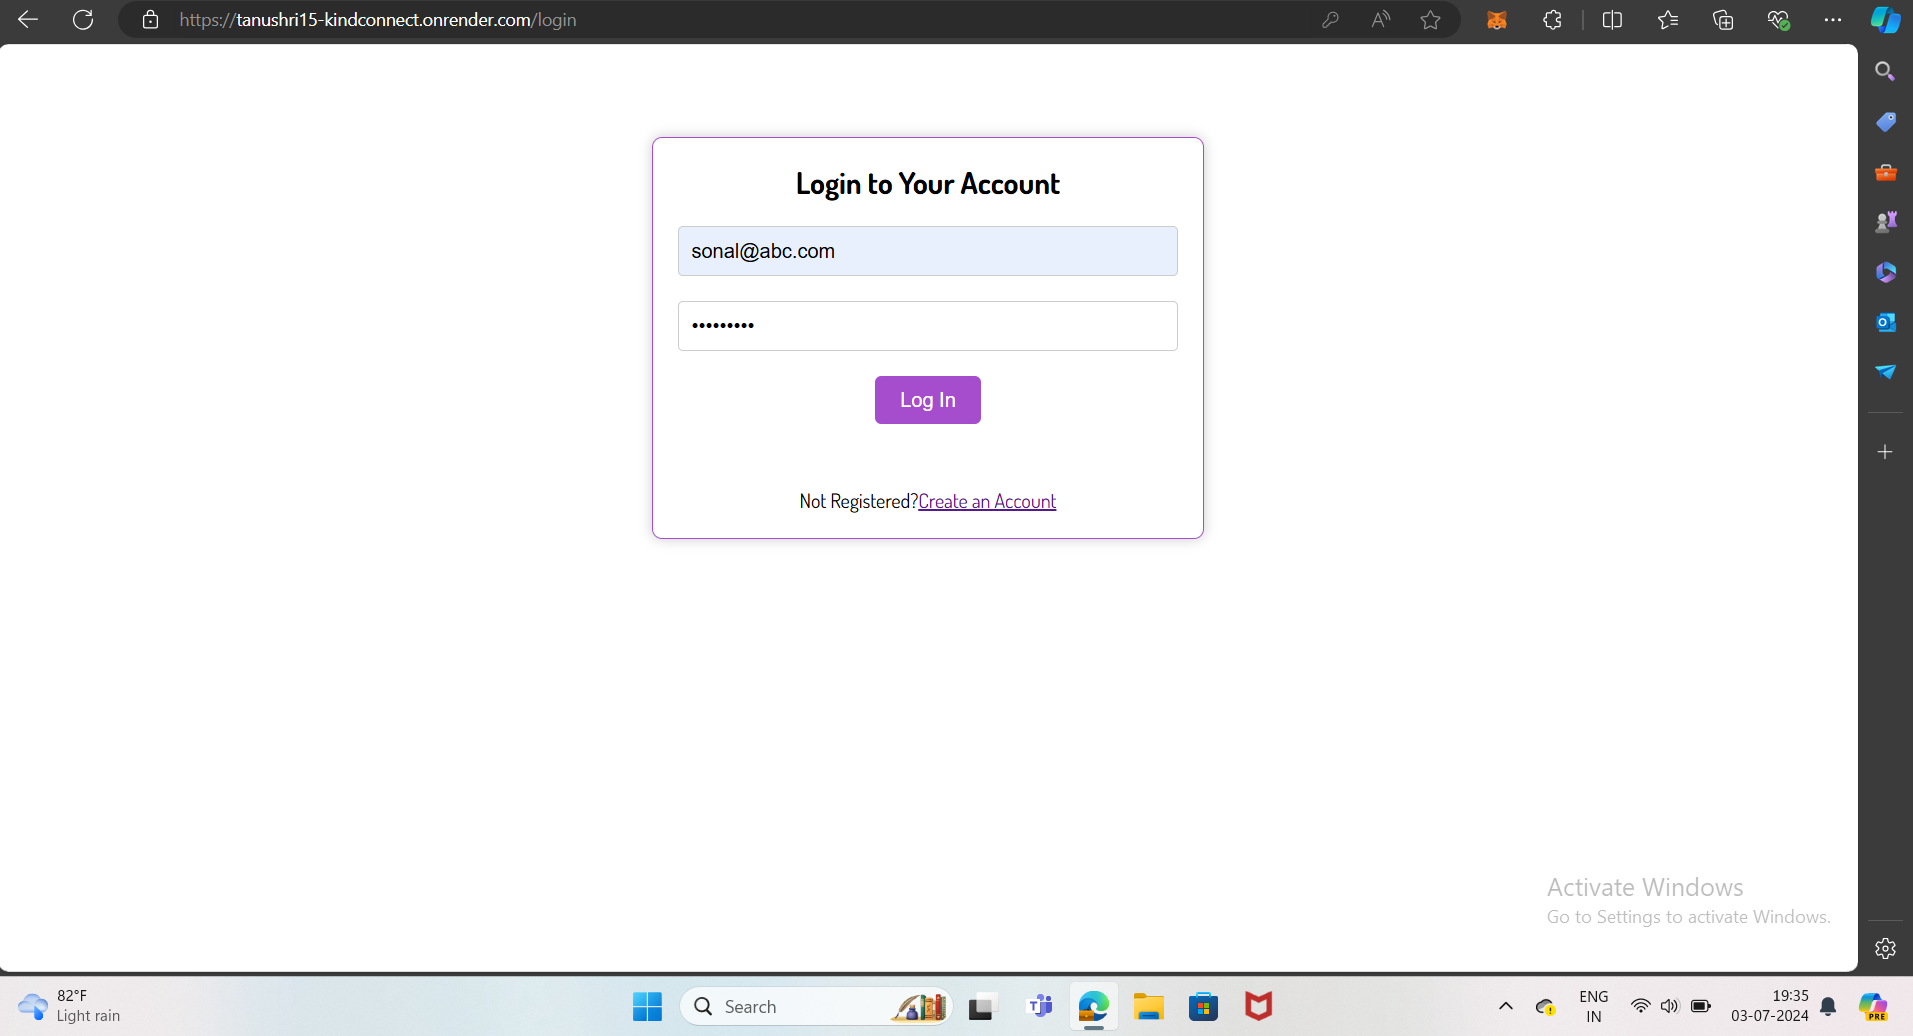 https://tanushri15-kindconnect.onrender.com/login
Login to Your Account
sonal@abc.com
•••••••••
Log In
Not Registered?Create an Account
Activate Windows
Go to Settings to activate Windows.
82°F
Light rain
Search
ENG
IN
19:35
03-07-2024
PRE